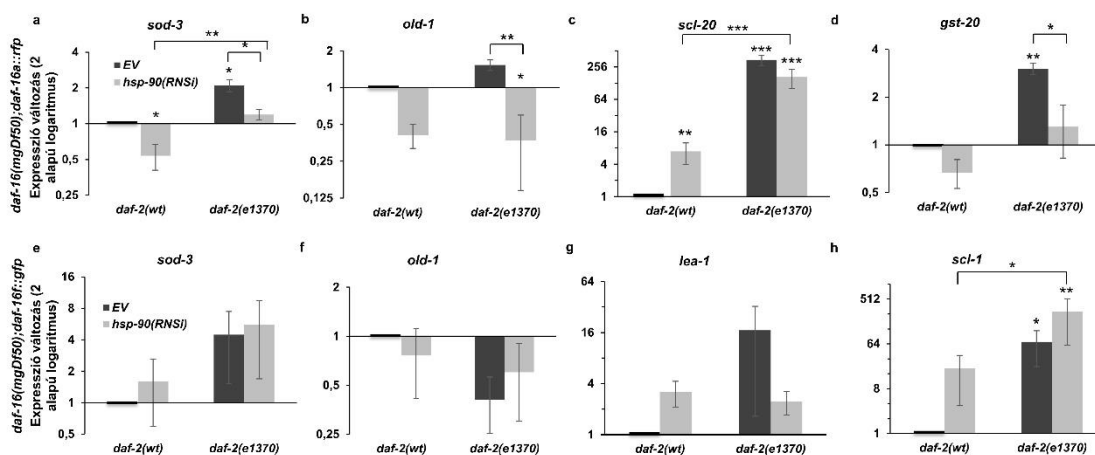 a
sod-3
b
old-1
c
scl-20
d
gst-20
daf-16(mgDf50);daf-16a::rfp
Expresszió változás (2
alapú logaritmus)
4
2
1
0,5
0,25
EV
hsp-90(RNSi)
*
*
*
**
daf-2(wt)
daf-2(e1370)
2
1
0,5
0,25
0,125
**
*
daf-2(wt)
daf-2(e1370)
256
64
16
4
1
**
***
***
***
daf-2(wt)
daf-2(e1370)
4
2
1
0,5
**
*
daf-2(wt)
daf-2(e1370)
e
sod-3
f
old-1
g
lea-1
h
scl-1
daf-16(mgDf50);daf-16f::gfp
Expresszió változás (2
alapú logaritmus)
16
8
4
2
1
0,5
EV
hsp-90(RNSi)
daf-2(wt)
daf-2(e1370)
2
1
0,5
0,25
daf-2(wt)
daf-2(e1370)
64
16
4
1
daf-2(wt)
daf-2(e1370)
512
64
8
1
*
*
**
daf-2(wt)
daf-2(e1370)